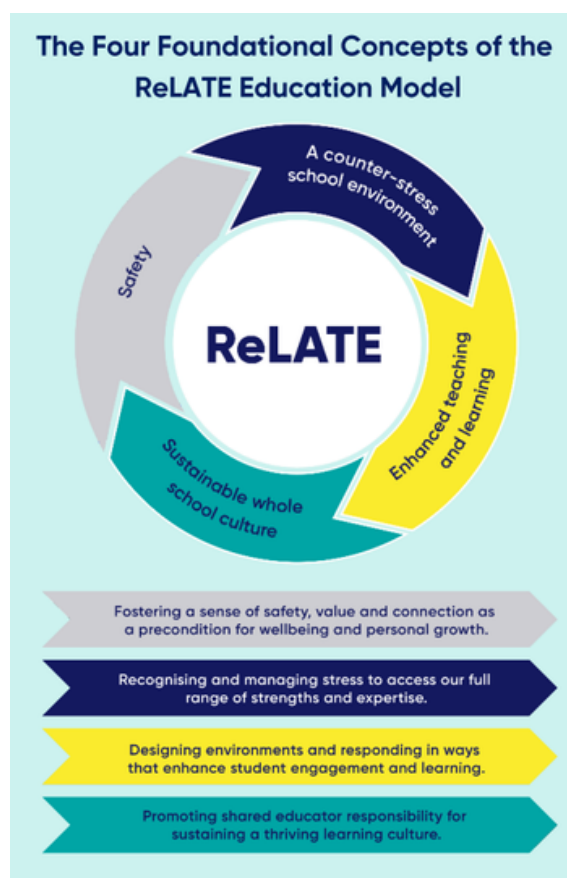 The Four Foundational Concepts of the
ReLATE Education Model
A counter-stress
school environment
Safety
ReLATE
Enhanced teaching
and learning
Sustainable whole
school culture
Fostering a sense of safety, value and connection as
a precondition for wellbeing and personal growth.
Recognising and managing stress to access our full
range of strengths and expertise.
Designing environments and responding in ways
that enhance student engagement and learning.
Promoting shared educator responsibility for
sustaining a thriving learning culture.